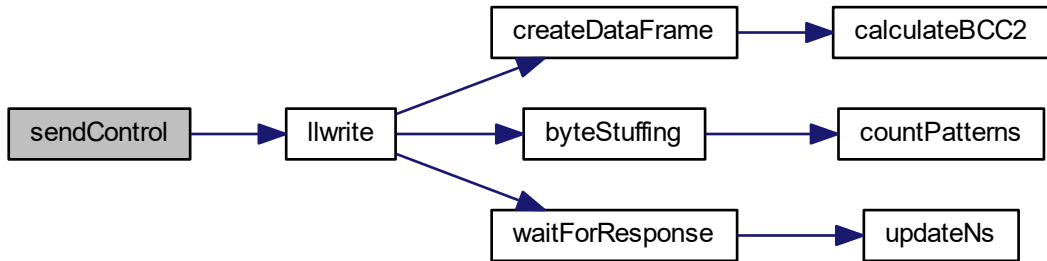 sendControl
llwrite
createDataFrame
calculateBCC2
byteStuffing
countPatterns
waitForResponse
updateNs